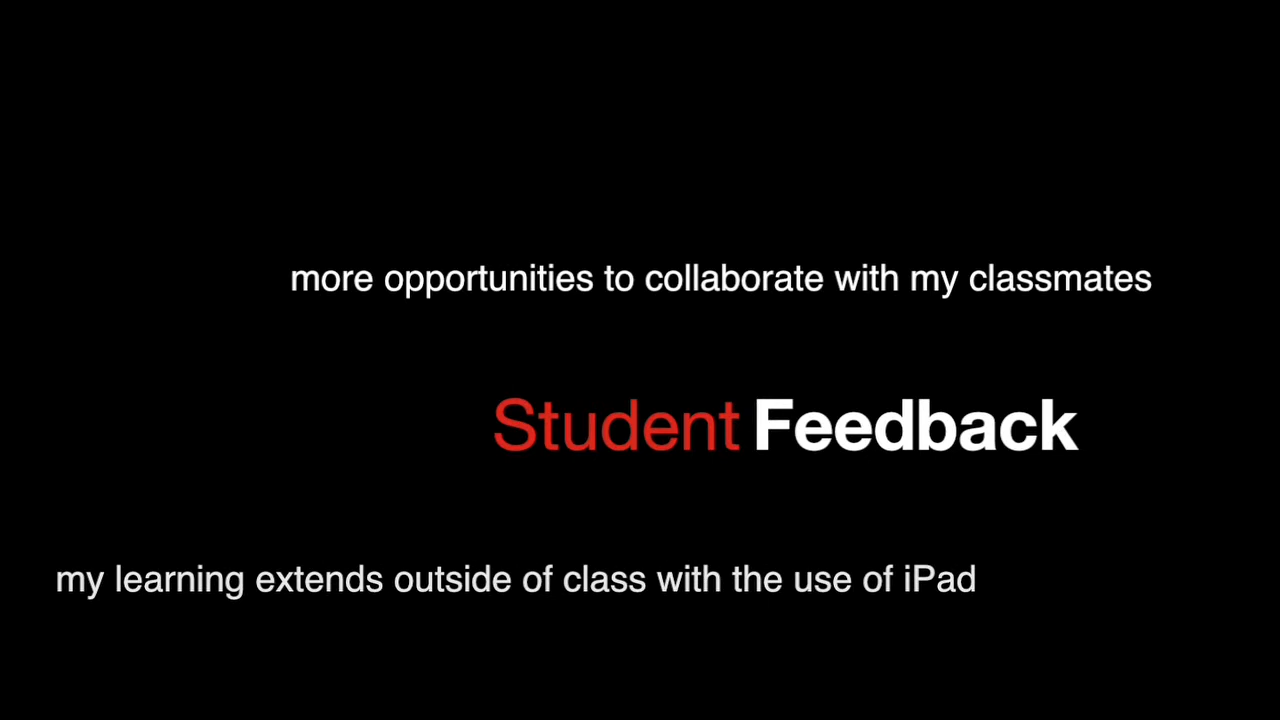 more opportunities to collaborate with my classmates
Student Feedback
my learning extends outside of class with the use of iPad